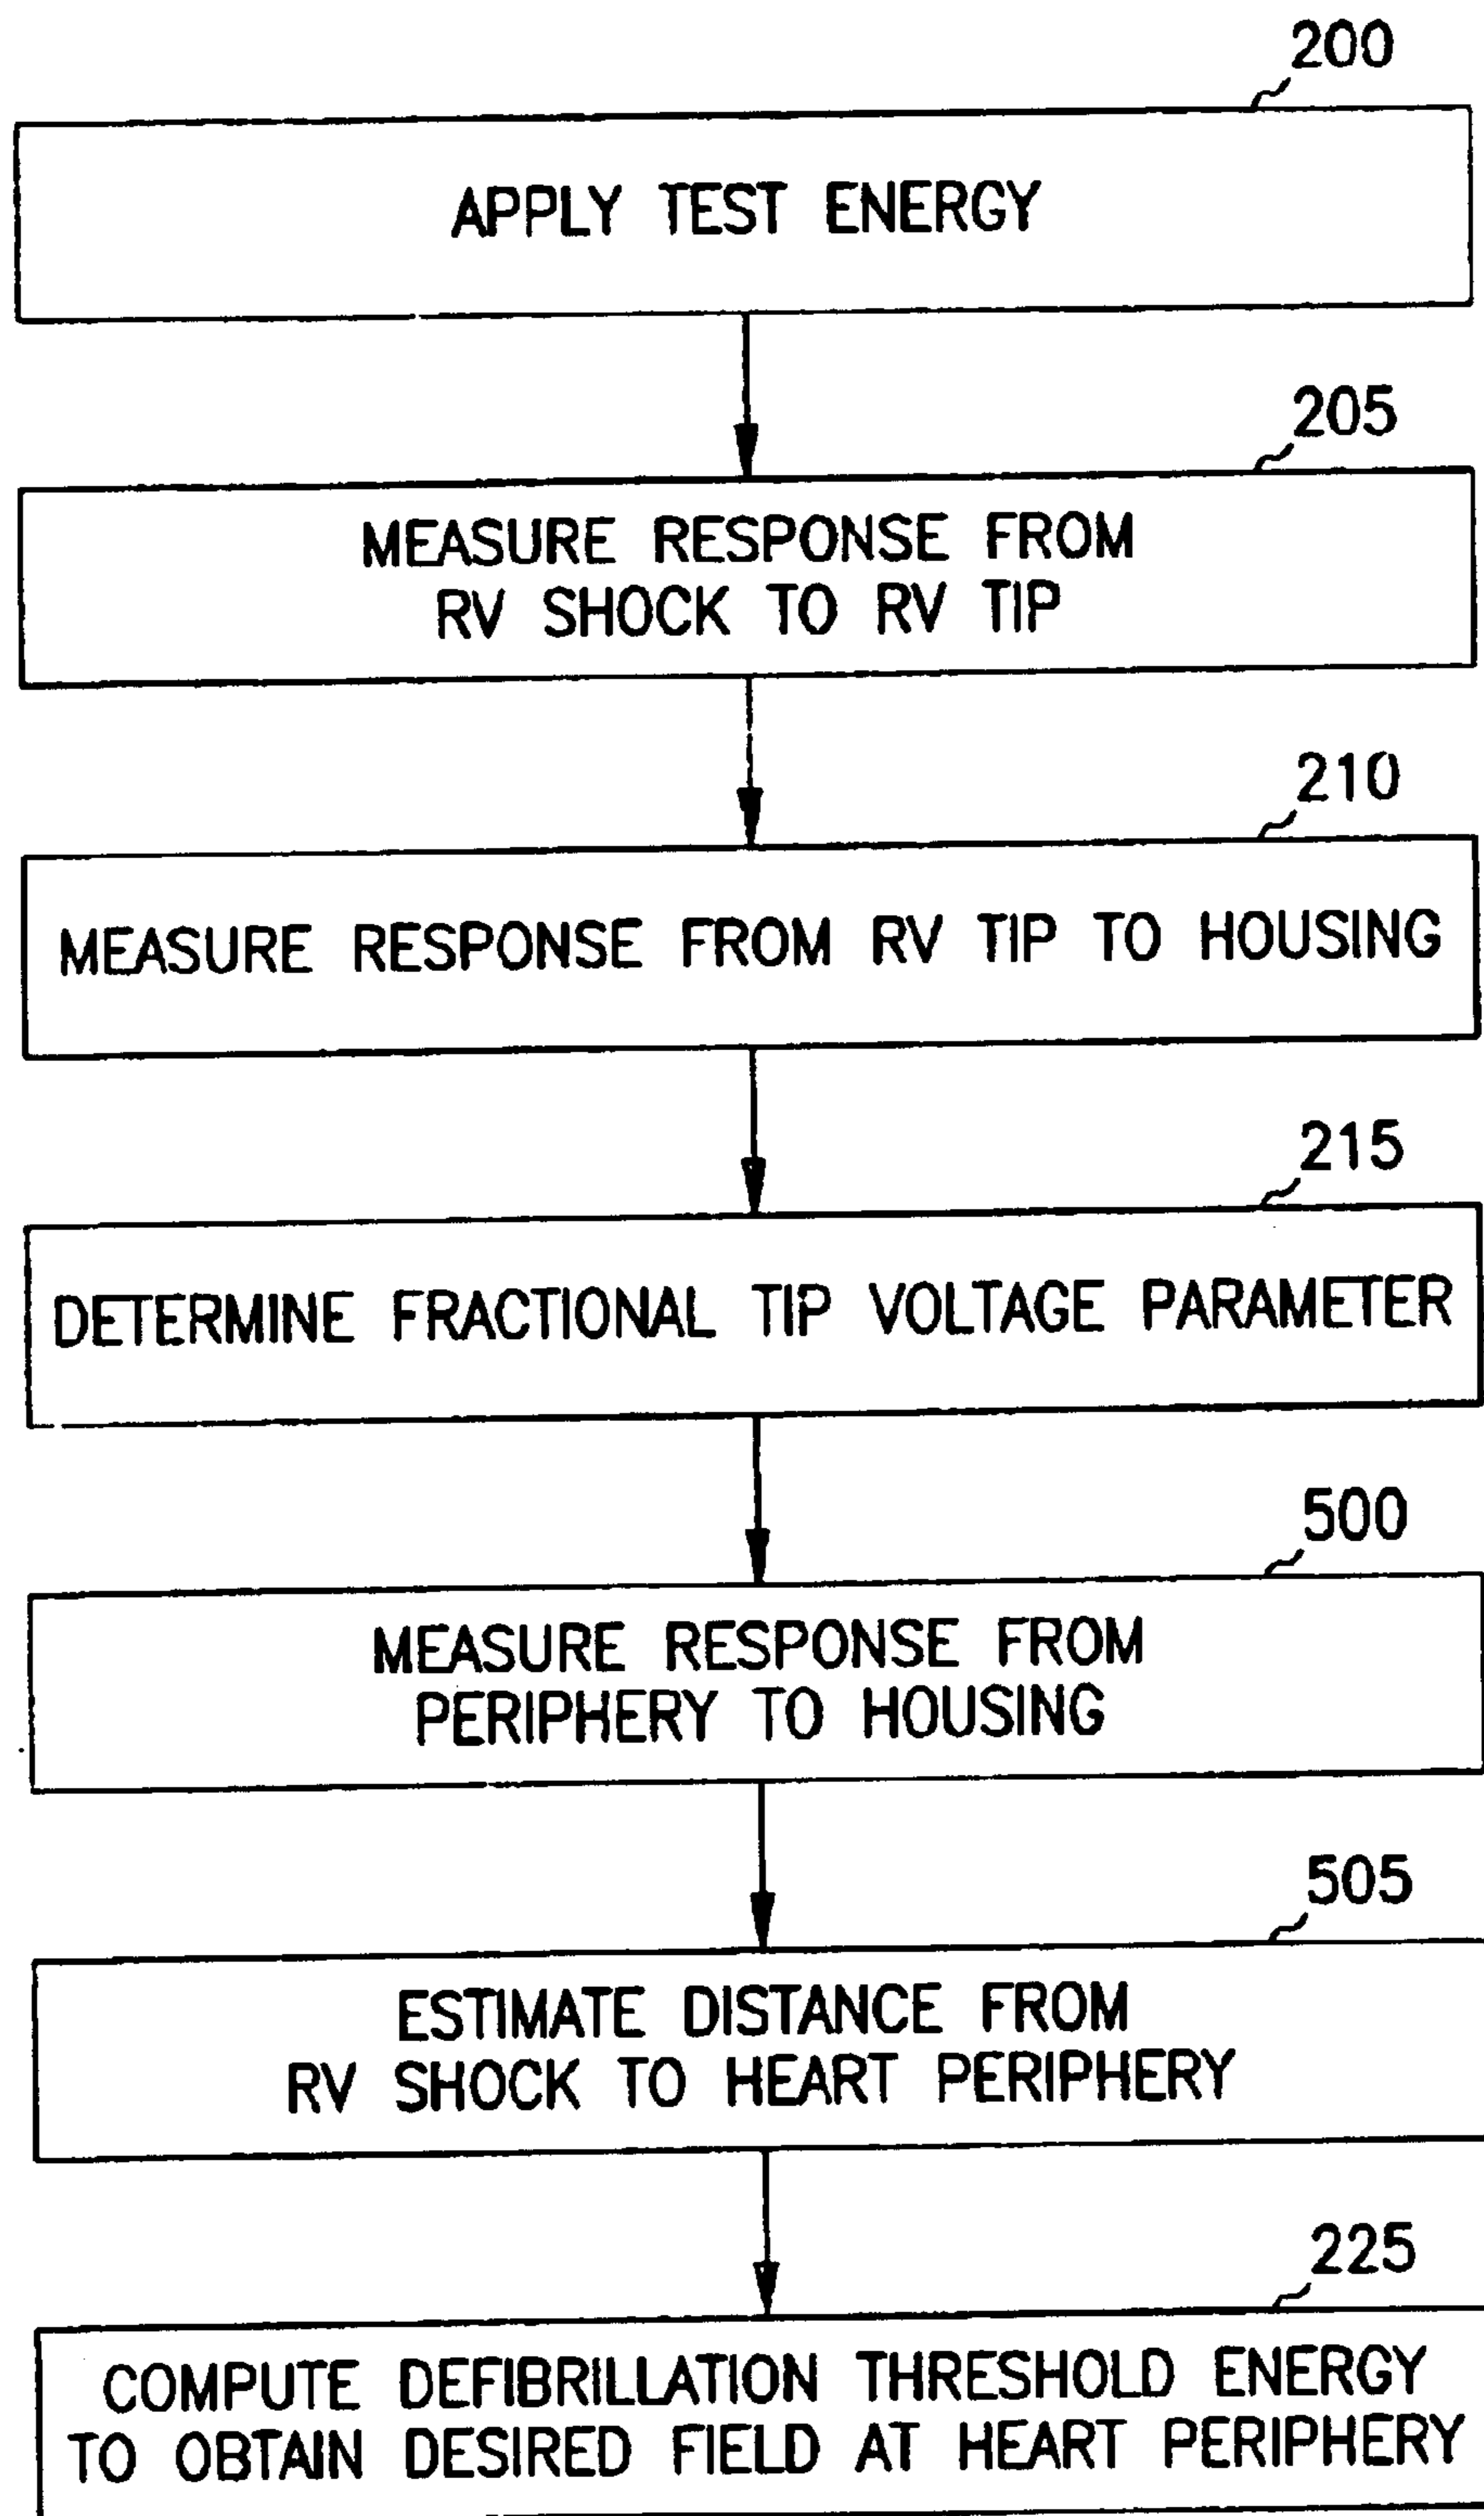 200
APPLY TEST ENERGY
205
MEASURE RESPONSE FROM
RV SHOCK TO RV TIP
210
MEASURE RESPONSE FROM RV TIP TO HOUSING
215
DETERMINE FRACTIONAL TIP VOLTAGE PARAMETER
500
MEASURE RESPONSE FROM
PERIPHERY TO HOUSING
505
ESTIMATE DISTANCE FROM
RV SHOCK TO HEART PERIPHERY
225
COMPUTE DEFIBRILLATION THRESHOLD ENERGY
TO OBTAIN DESIRED FIELD AT HEART PERIPHERY